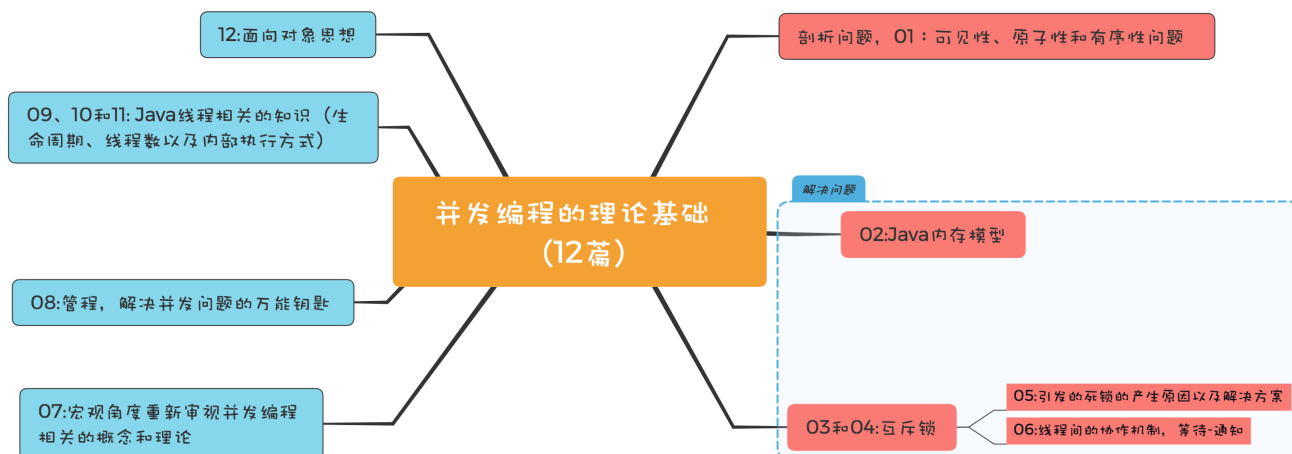 并发编程的理论基础
(12篇)
剖析问题，01：可见性、原子性和有序性问题
解决问题
02:Java内存模型
03和04:互斥锁
05:引发的死锁的产生原因以及解决方案
06:线程间的协作机制，等待-通知
07:宏观角度重新审视并发编程
相关的概念和理论
08:管程，解决并发问题的万能钥匙
09、10和11: Java线程相关的知识（生
命周期、线程数以及内部执行方式）
12:面向对象思想